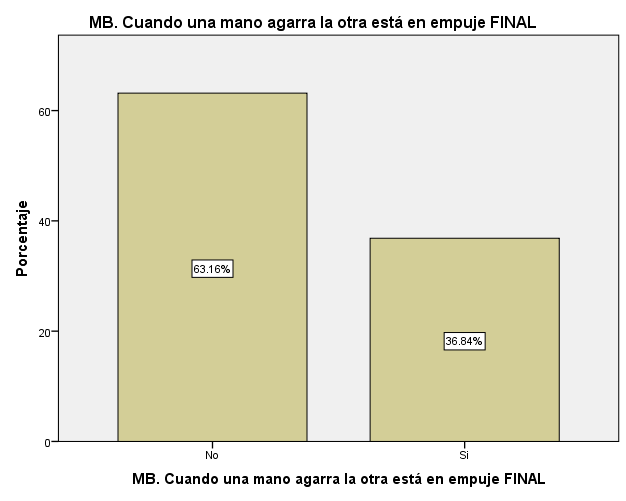 MB. Cuando una mano agarra la otra está en empuje FINAL
Porcentaje
60
40
20
0
63.16%
36.84%
No
Si
MB. Cuando una mano agarra la otra está en empuje FINAL